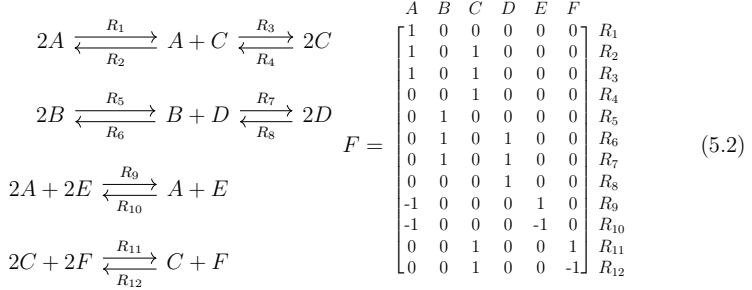 A B C D E F
2A ⇌ A + C ⇌ 2C
R1 R3
R2 R4
2B ⇌ B + D ⇌ 2D
R5 R7
R6 R8
2A + 2E ⇌ A + E
R9
R10
2C + 2F ⇌ C + F
R11
R12
F =
1 0 0 0 0 0 R1
1 0 1 0 0 0 R2
1 0 1 0 0 0 R3
0 0 1 0 0 0 R4
0 1 0 0 0 0 R5
0 1 0 1 0 0 R6
0 1 0 1 0 0 R7
0 0 0 1 0 0 R8
-1 0 0 0 1 0 R9
-1 0 0 0 -1 0 R10
0 0 1 0 0 1 R11
0 0 1 0 0 -1 R12
(5.2)